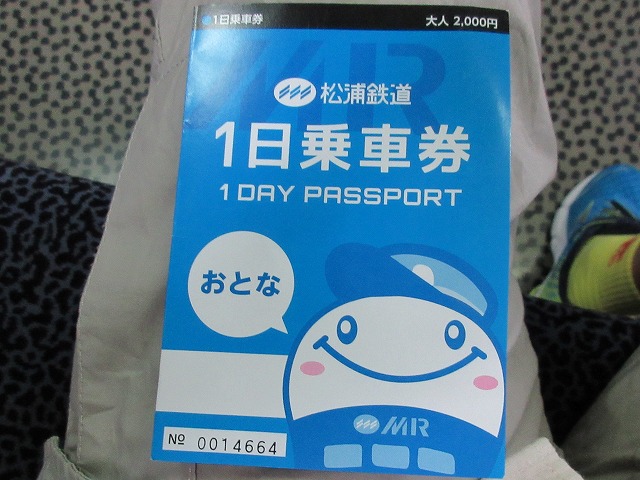 1日乗車券 大人 2,000円
MR
松浦鉄道
1日乗車券
1 DAY PASSPORT
おとな
MR
№ 0014664